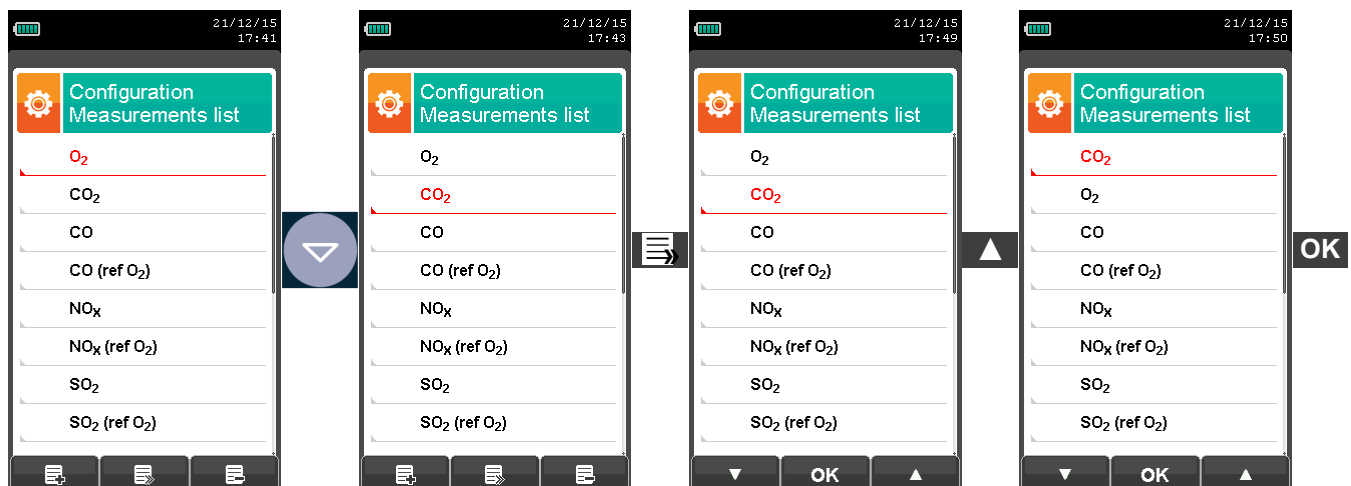 21/12/15
17:41
Configuration
Measurements list
O₂
CO₂
CO
CO (ref O₂)
NOₓ
NOₓ (ref O₂)
SO₂
SO₂ (ref O₂)
21/12/15
17:43
Configuration
Measurements list
O₂
CO₂
CO
CO (ref O₂)
NOₓ
NOₓ (ref O₂)
SO₂
SO₂ (ref O₂)
21/12/15
17:49
Configuration
Measurements list
O₂
CO₂
CO
CO (ref O₂)
NOₓ
NOₓ (ref O₂)
SO₂
SO₂ (ref O₂)
OK
21/12/15
17:50
Configuration
Measurements list
CO₂
O₂
CO
CO (ref O₂)
NOₓ
NOₓ (ref O₂)
SO₂
SO₂ (ref O₂)
OK
OK